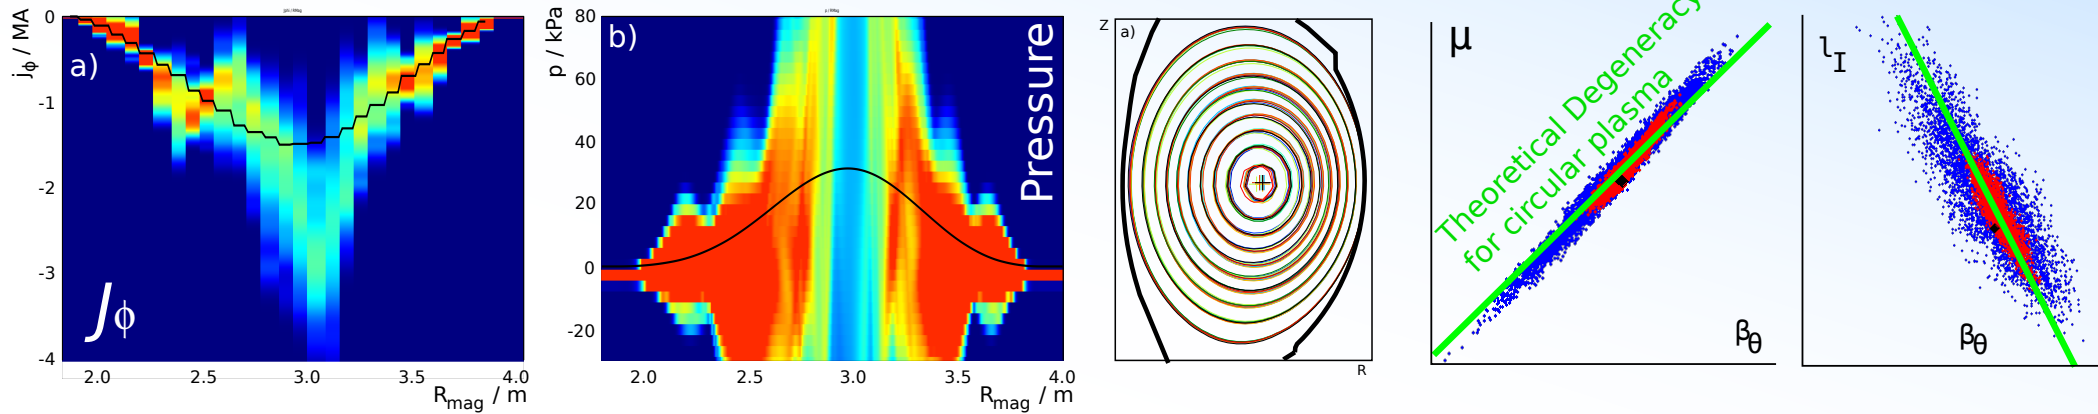 jφ / MA
0
-1
-2
-3
-4
a)
Jφ
2.0 2.5 3.0 3.5 4.0
Rmag / m
p / kPa
80
60
40
20
0
-20
b)
Pressure
2.0 2.5 3.0 3.5 4.0
Rmag / m
Z
a)
R
μ
Theoretical Degeneracy
for circular plasma
βθ
lI
βθ